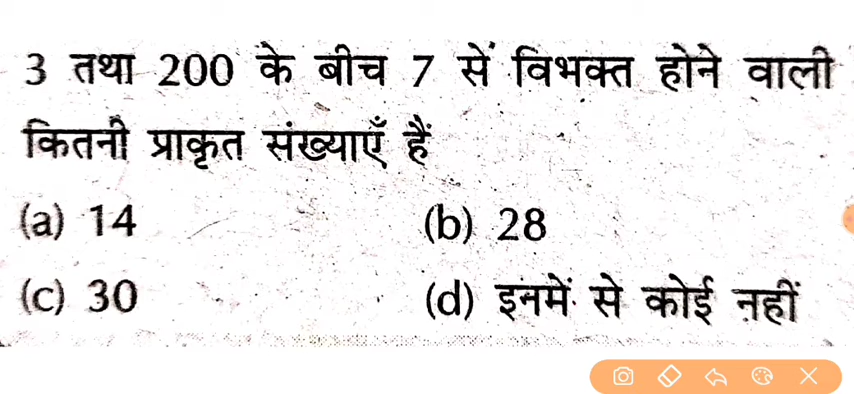 3 तथा 200 के बीच 7 से विभक्त होने वाली
कितनी प्राकृत संख्याएँ हैं
(a) 14 (b) 28
(c) 30 (d) इनमें से कोई नहीं